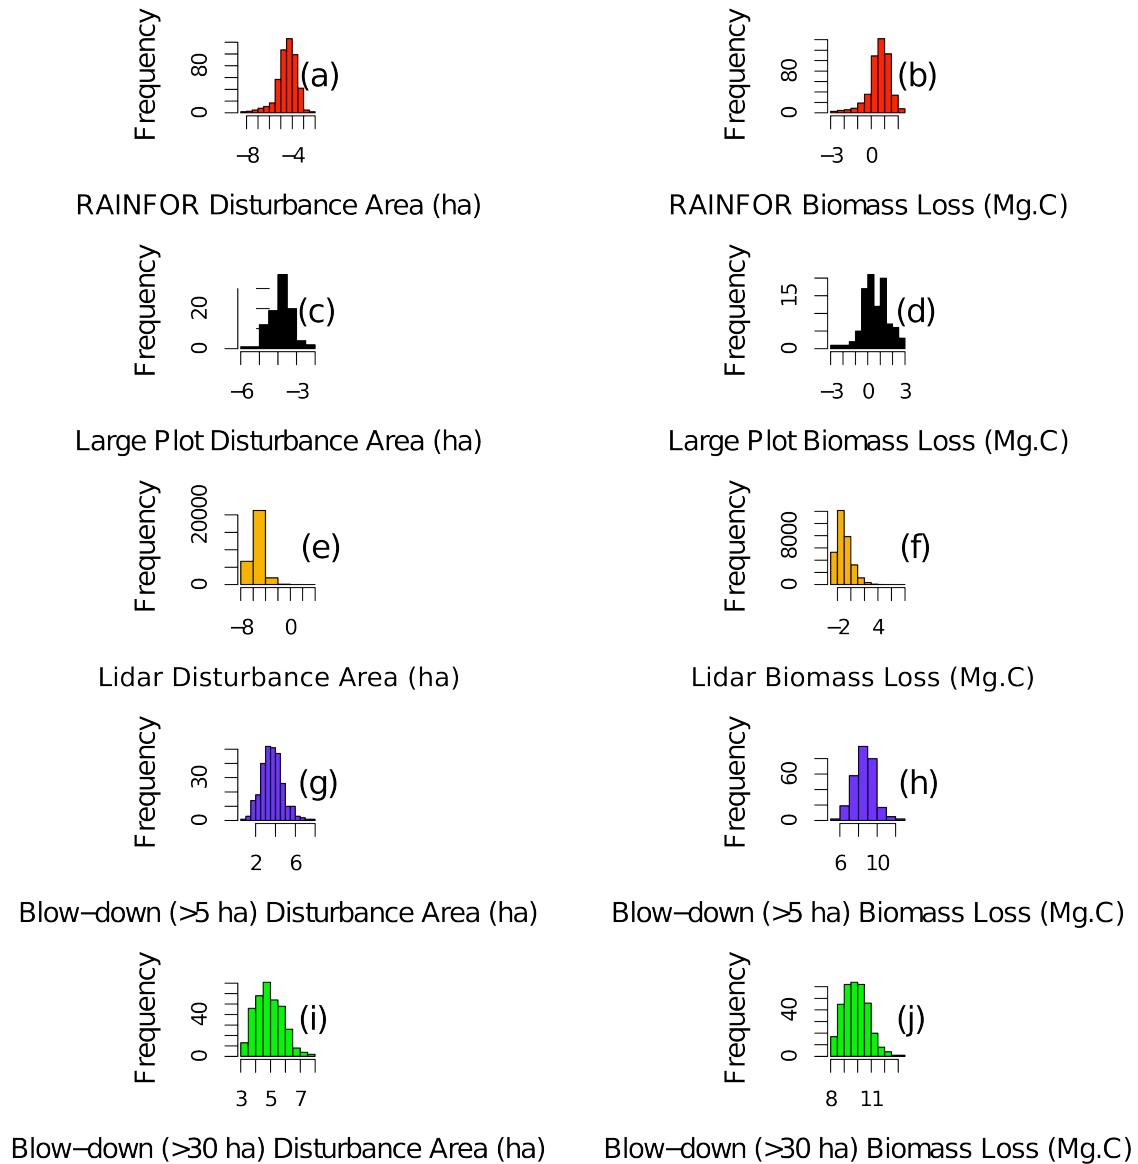 Frequency
0 80
(a)
−8 −4
RAINFOR Disturbance Area (ha)
Frequency
0 80
(b)
−3 0
RAINFOR Biomass Loss (Mg.C)
Frequency
0 20
(c)
−6 −3
Large Plot Disturbance Area (ha)
Frequency
0 15
(d)
−3 0 3
Large Plot Biomass Loss (Mg.C)
Frequency
0 20000
(e)
−8 0
Lidar Disturbance Area (ha)
Frequency
0 8000
(f)
−2 4
Lidar Biomass Loss (Mg.C)
Frequency
0 30
(g)
2 6
Blow−down (>5 ha) Disturbance Area (ha)
Frequency
0 60
(h)
6 10
Blow−down (>5 ha) Biomass Loss (Mg.C)
Frequency
0 40
(i)
3 5 7
Blow−down (>30 ha) Disturbance Area (ha)
Frequency
0 40
(j)
8 11
Blow−down (>30 ha) Biomass Loss (Mg.C)